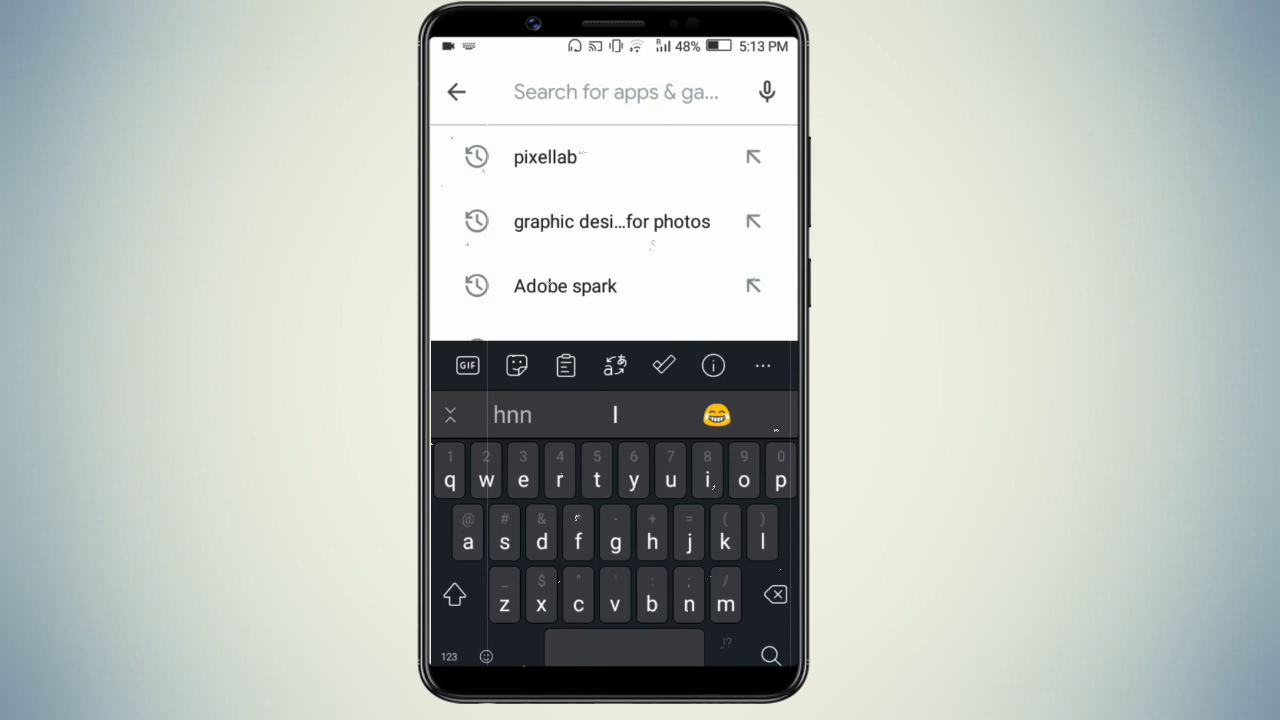 48% 5:13 PM
Search for apps & ga...
pixellab
graphic desi...for photos
Adobe spark
GIF
hnn I
1 2 3 4 5 6 7 8 9 0
q w e r t y u i o p
@ # & * - + = ( )
a s d f g h j k l
_ $ " ' : ; /
z x c v b n m
,!?
123